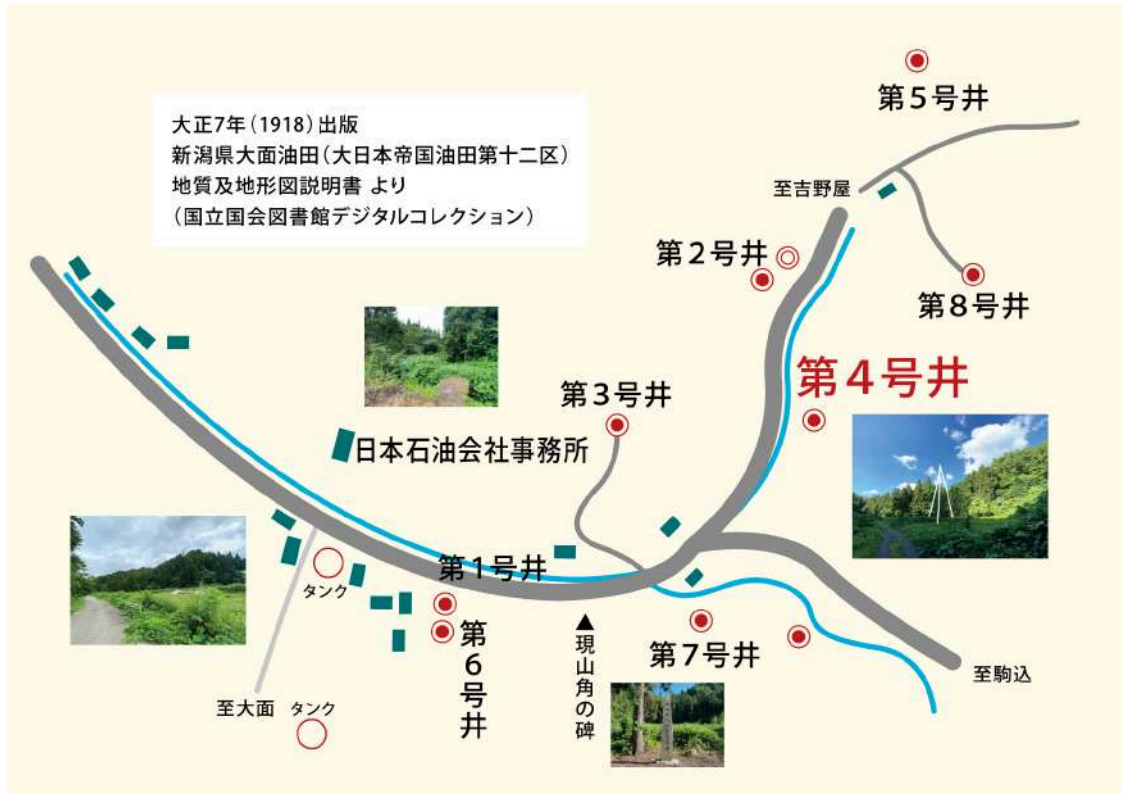 大正7年（1918）出版
新潟県大面油田（大日本帝国油田第十二区）
地質及地形図説明書 より
（国立国会図書館デジタルコレクション）
第5号井
至吉野屋
第2号井
第8号井
第4号井
第3号井
日本石油会社事務所
第1号井
タンク
第6号井
▲現山角の碑
第7号井
至駒込
至大面
タンク